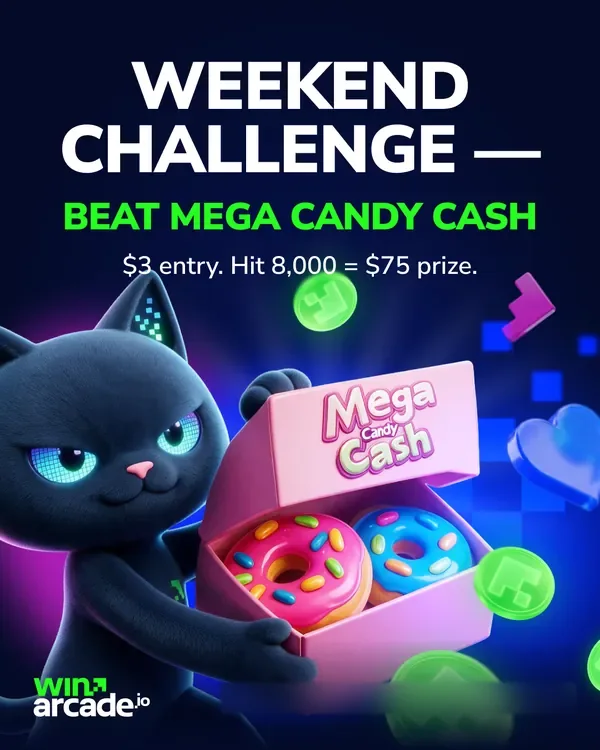 WEEKEND
CHALLENGE —
BEAT MEGA CANDY CASH
$3 entry. Hit 8,000 = $75 prize.
Mega
Candy
Cash
win
arcade.io